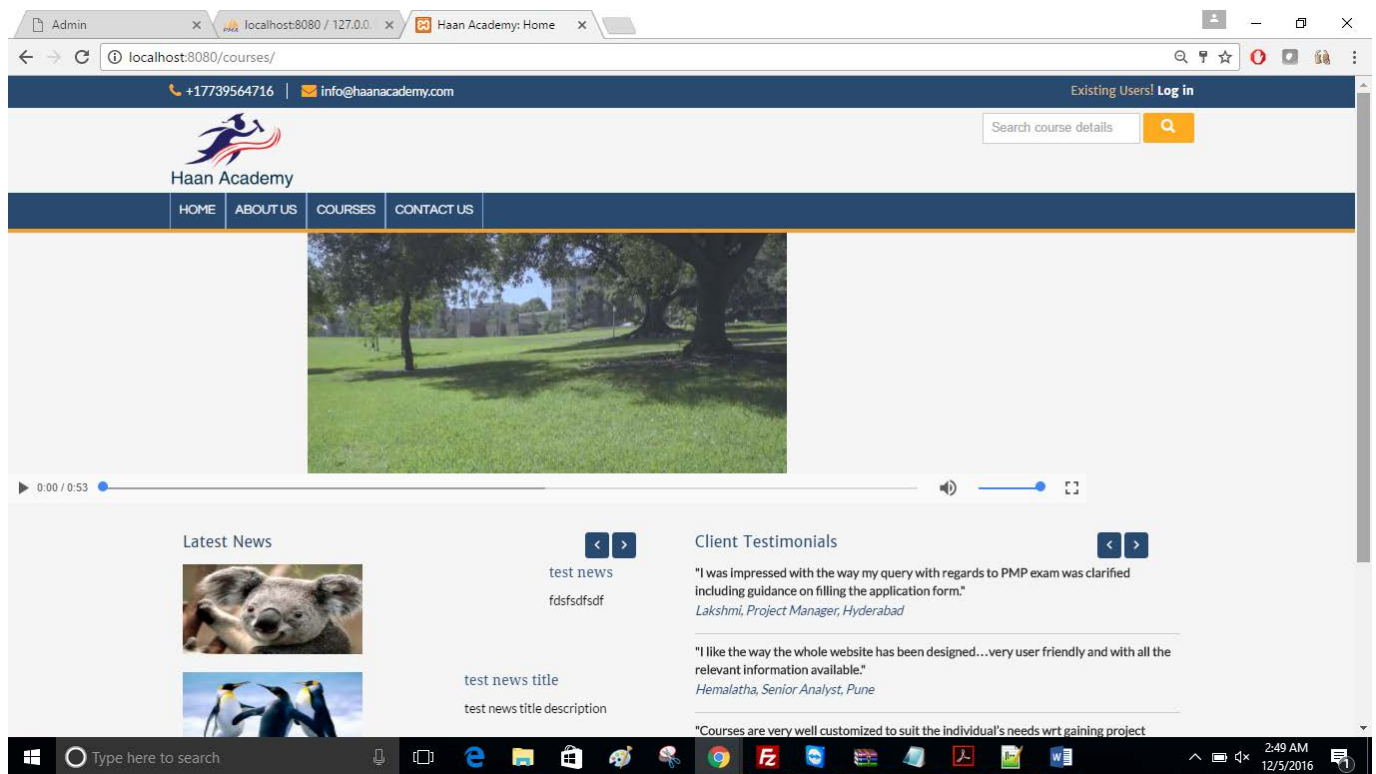 Admin
localhost:8080 / 127.0.0.
Haan Academy: Home
localhost:8080/courses/
+17739564716 | info@haanacademy.com
Existing Users! Log in
Search course details
Haan Academy
HOME ABOUT US COURSES CONTACT US
0:00 / 0:53
Latest News
test news
fdsfsdfsdf
test news title
test news title description
Client Testimonials
"I was impressed with the way my query with regards to PMP exam was clarified
including guidance on filling the application form."
Lakshmi, Project Manager, Hyderabad
"I like the way the whole website has been designed...very user friendly and with all the
relevant information available."
Hemalatha, Senior Analyst, Pune
"Courses are very well customized to suit the individual's needs wrt gaining project
Type here to search
2:49 AM
12/5/2016